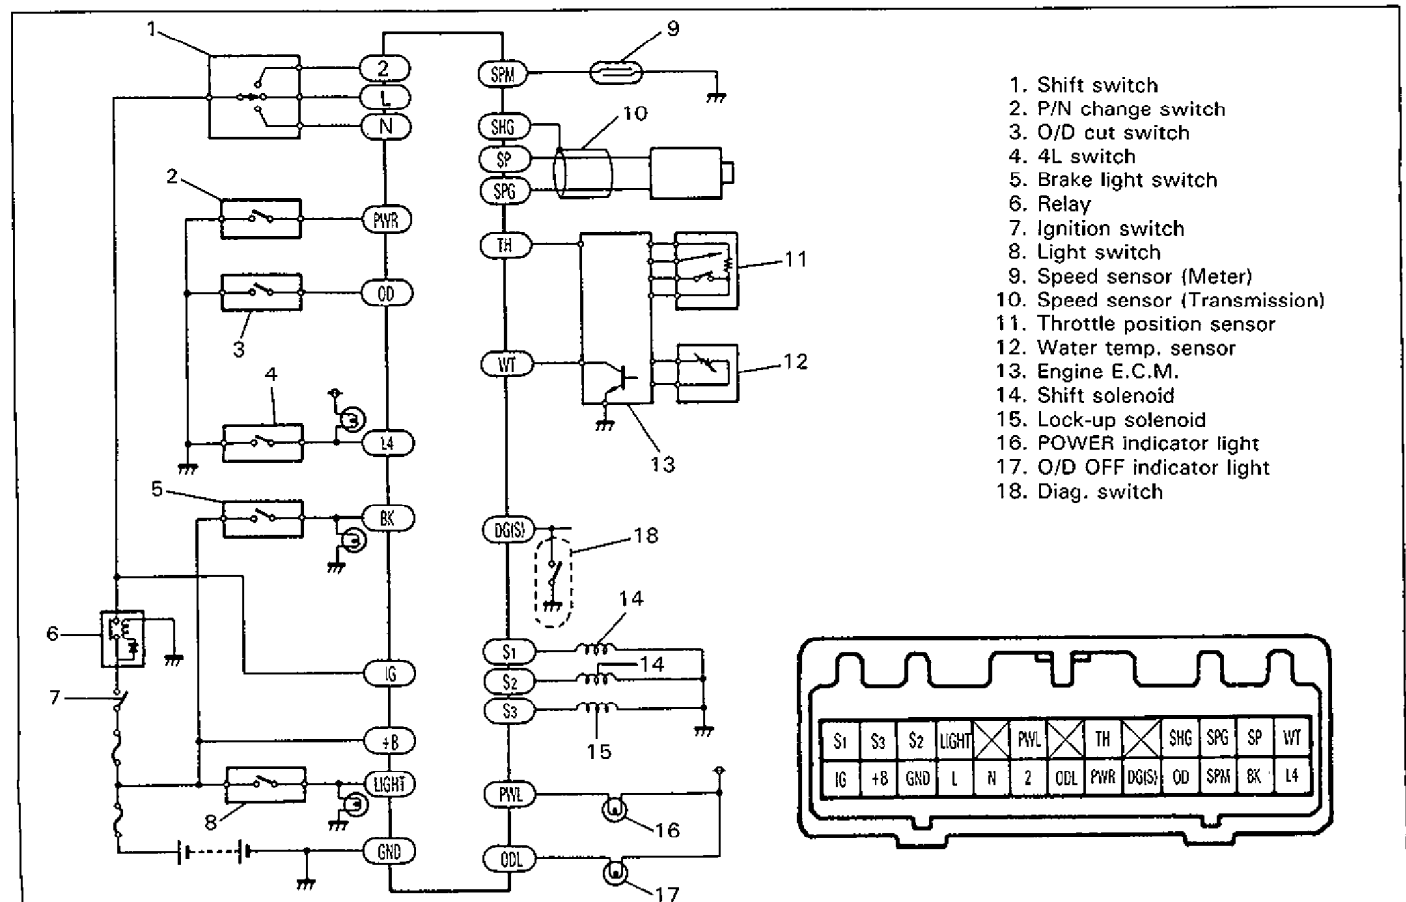 1
2
L
N
2
PWR
OD
3
4
L4
5
BK
6
7
IG
+B
LIGHT
8
GND
SPM
9
SHG
10
SP
SPG
TH
11
WT
12
13
DG(S)
18
14
S1
14
S2
S3
15
PWL
16
ODL
17
1. Shift switch
2. P/N change switch
3. O/D cut switch
4. 4L switch
5. Brake light switch
6. Relay
7. Ignition switch
8. Light switch
9. Speed sensor (Meter)
10. Speed sensor (Transmission)
11. Throttle position sensor
12. Water temp. sensor
13. Engine E.C.M.
14. Shift solenoid
15. Lock-up solenoid
16. POWER indicator light
17. O/D OFF indicator light
18. Diag. switch
S1 S3 S2 LIGHT PWL TH SHG SPG SP WT
IG +B GND L N 2 ODL PWR DG(S) OD SPM BK L4